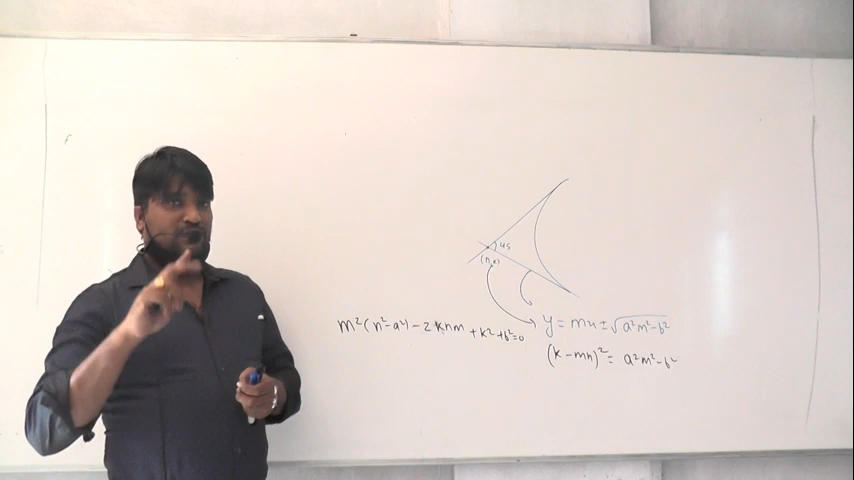 45
(h,k)
y = mx ± √a²m²-b²
m²(h²-a²) - 2khm + k² + b² = 0
(k - mh)² = a²m² - b²